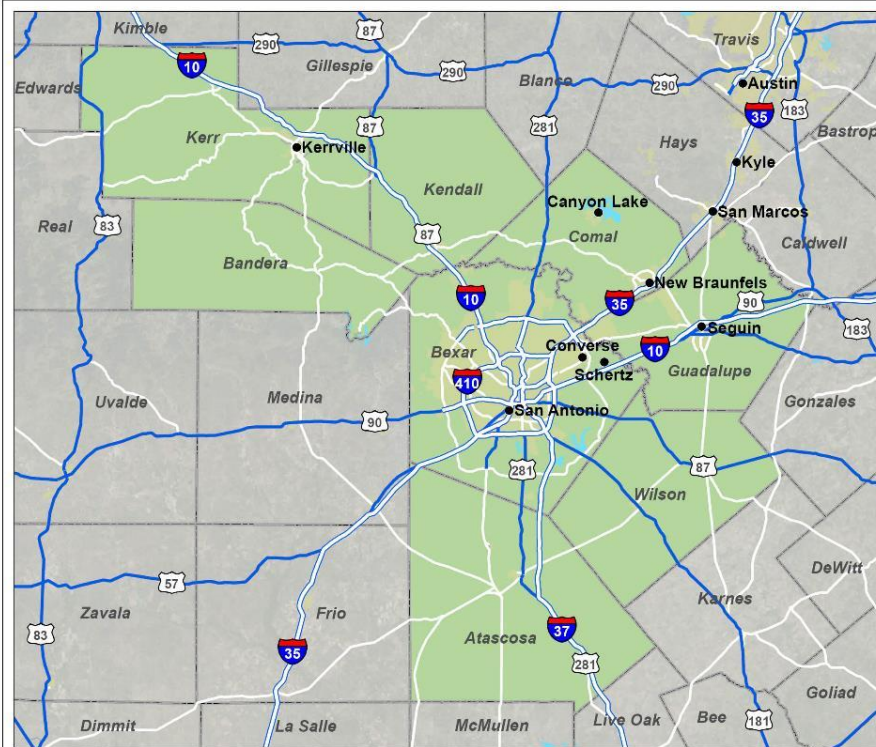 Kimble
87
Travis
290
10
Gillespie
290
Blanco
290
Austin
Edwards
35
183
281
Bastrop
87
Kerr
Kerrville
Hays
Kyle
Kendall
Canyon Lake
San Marcos
Real
83
87
Comal
Caldwell
Bandera
New Braunfels
10
35
90
Seguin
183
Converse
10
Bexar
Schertz
Guadalupe
410
Medina
Uvalde
San Antonio
Gonzales
90
281
87
Wilson
57
DeWitt
Zavala
Frio
Karnes
83
37
Atascosa
35
281
Goliad
Dimmit
La Salle
McMullen
Live Oak
Bee
181